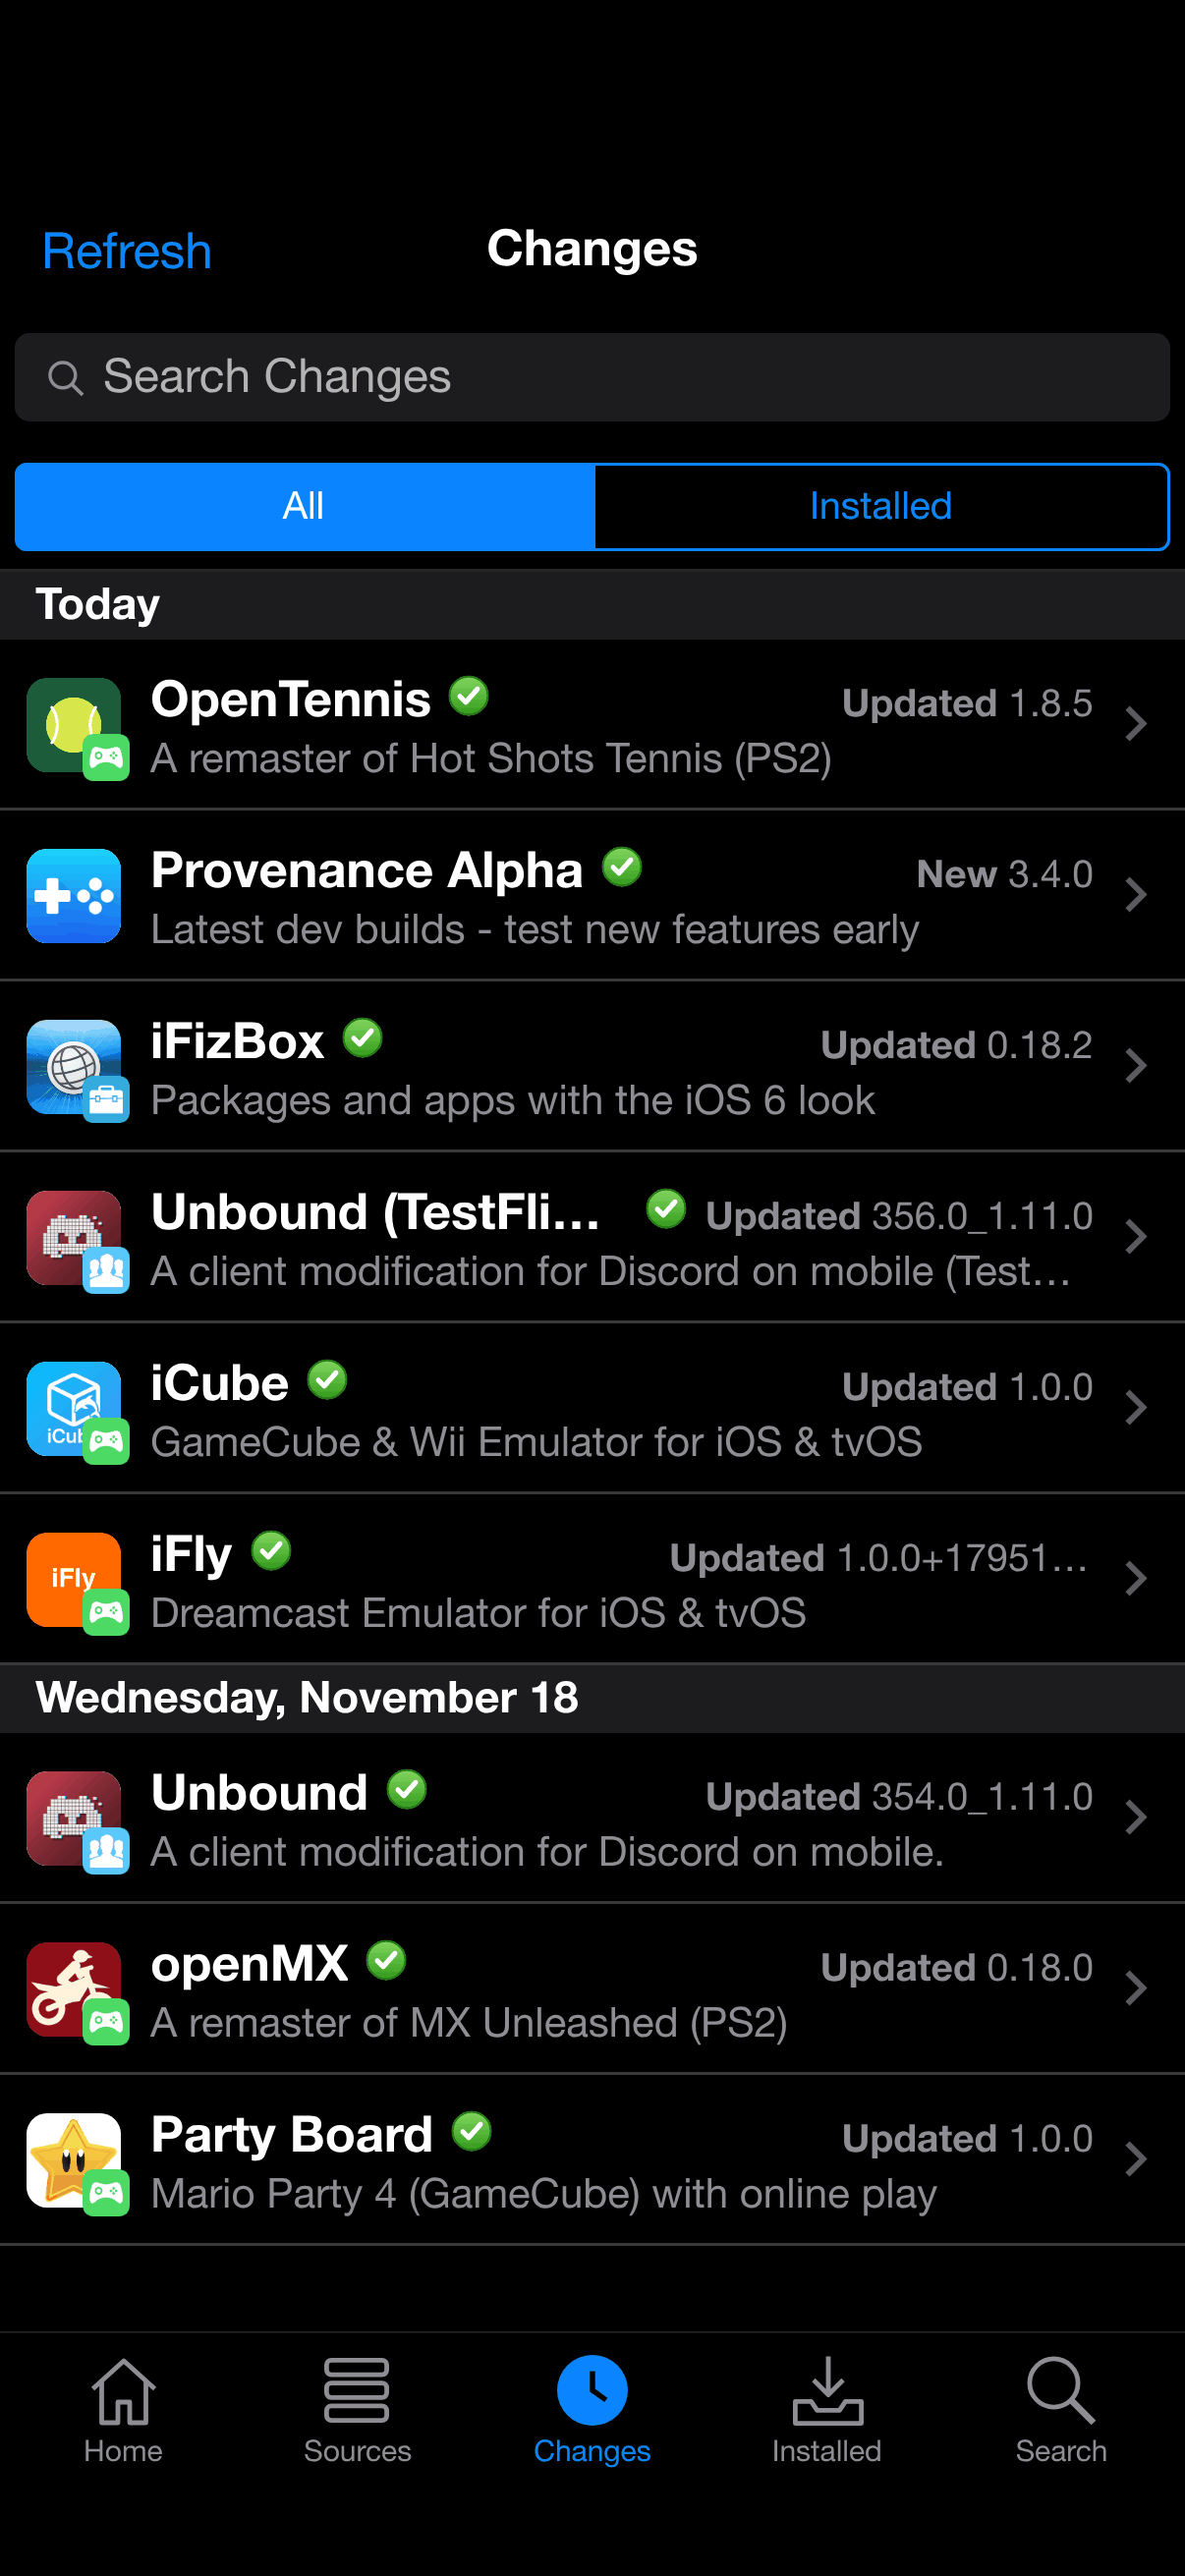 Refresh
Changes
Search Changes
All
Installed
Today
OpenTennis
Updated 1.8.5
A remaster of Hot Shots Tennis (PS2)
Provenance Alpha
New 3.4.0
Latest dev builds - test new features early
iFizBox
Updated 0.18.2
Packages and apps with the iOS 6 look
Unbound (TestFli...
Updated 356.0_1.11.0
A client modification for Discord on mobile (Test...
iCube
Updated 1.0.0
GameCube & Wii Emulator for iOS & tvOS
iFly
iFly
Updated 1.0.0+17951...
Dreamcast Emulator for iOS & tvOS
Wednesday, November 18
Unbound
Updated 354.0_1.11.0
A client modification for Discord on mobile.
openMX
Updated 0.18.0
A remaster of MX Unleashed (PS2)
Party Board
Updated 1.0.0
Mario Party 4 (GameCube) with online play
Home
Sources
Changes
Installed
Search